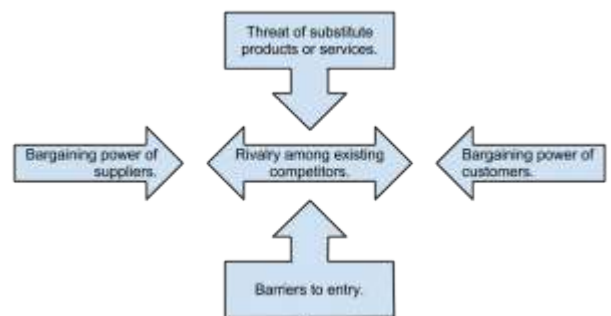 Threat of substitute
products or services.
Bargaining power of
suppliers.
Rivalry among existing
competitors.
Bargaining power of
customers.
Barriers to entry.